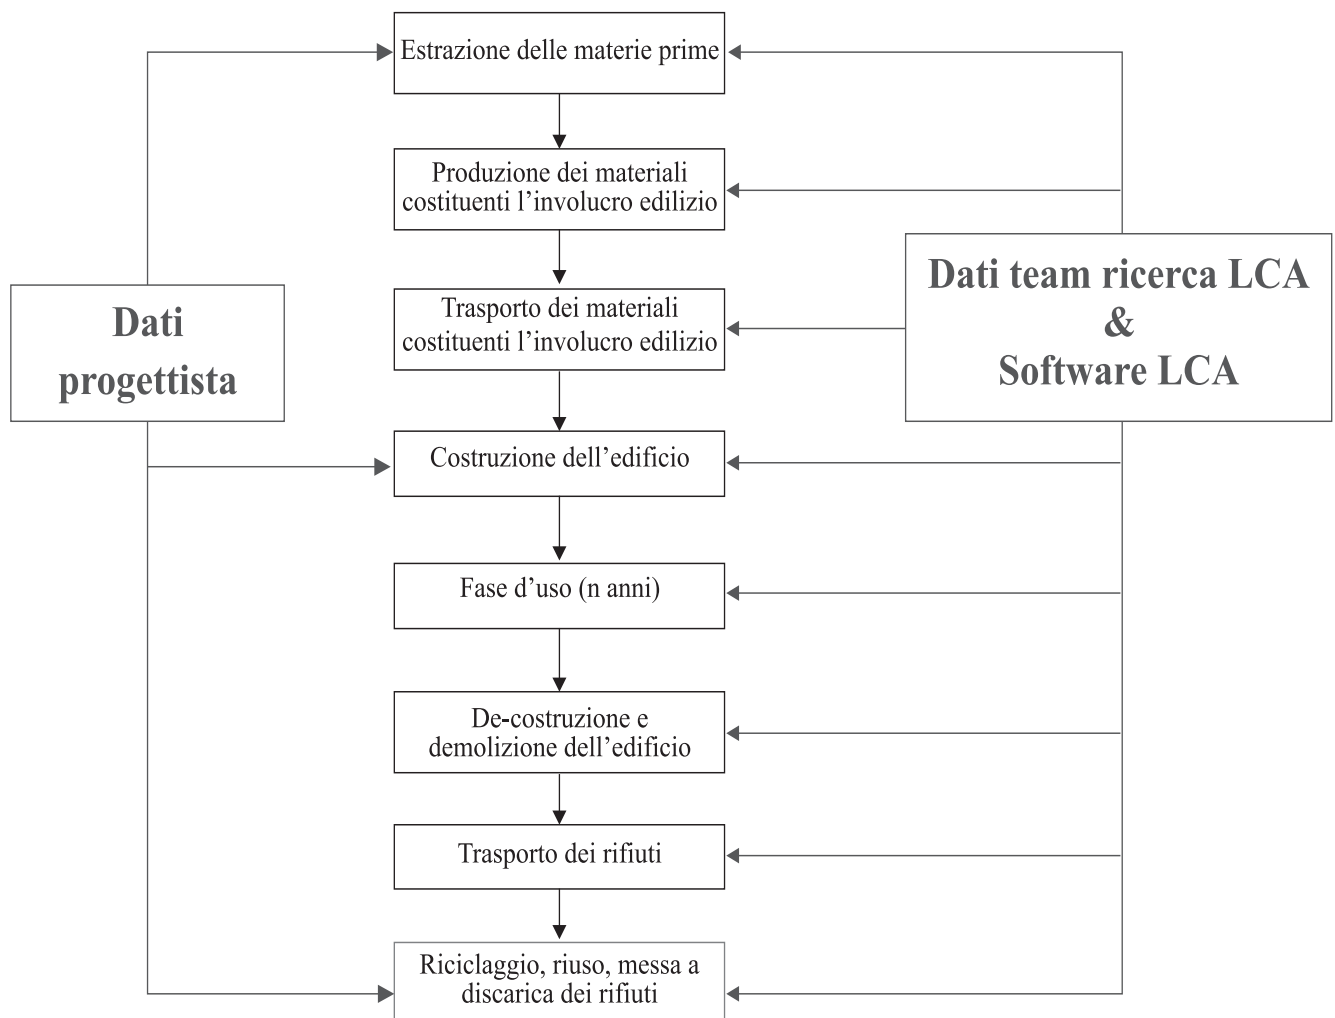 Estrazione delle materie prime
Produzione dei materiali
costituenti l’involucro edilizio
Trasporto dei materiali
costituenti l’involucro edilizio
Costruzione dell’edificio
Fase d’uso (n anni)
De-costruzione e
demolizione dell’edificio
Trasporto dei rifiuti
Riciclaggio, riuso, messa a
discarica dei rifiuti
Dati
progettista
Dati team ricerca LCA
&
Software LCA